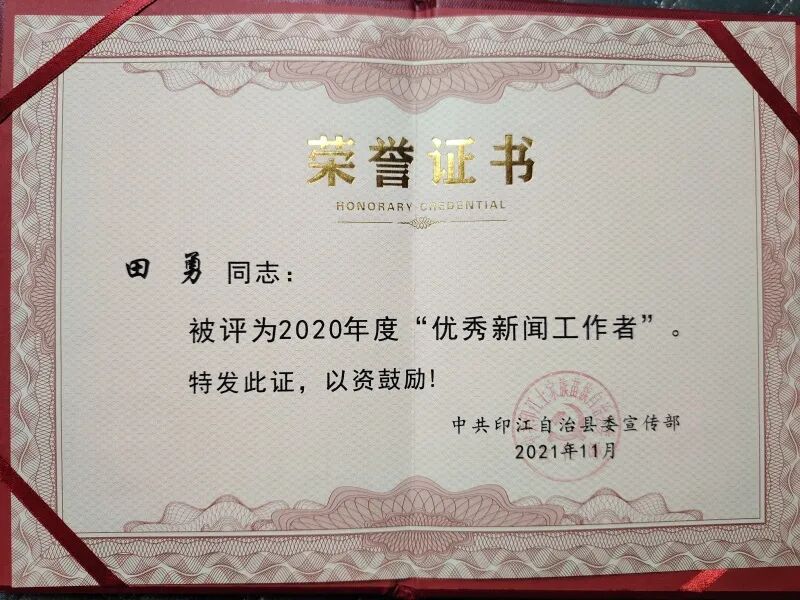 荣誉证书
HONORARY CREDENTIAL
田 勇 同志：
被评为2020年度“优秀新闻工作者”。
特发此证，以资鼓励！
中共印江自治县委宣传部
2021年11月